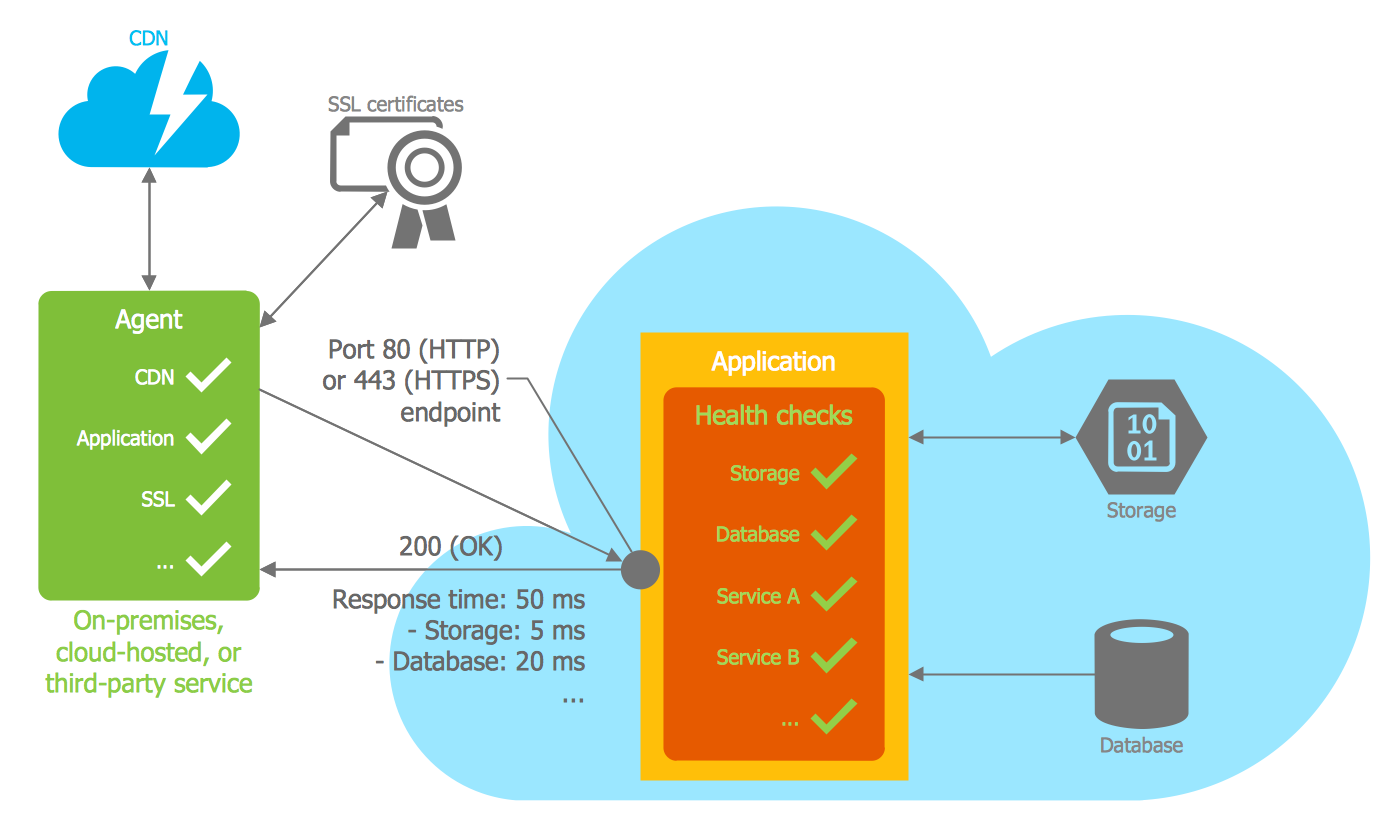 CDN
SSL certificates
Agent
CDN
Application
SSL
...
On-premises,
cloud-hosted, or
third-party service
Port 80 (HTTP)
or 443 (HTTPS)
endpoint
200 (OK)
Response time: 50 ms
- Storage: 5 ms
- Database: 20 ms
...
Application
Health checks
Storage
Database
Service A
Service B
...
10
01
Storage
Database